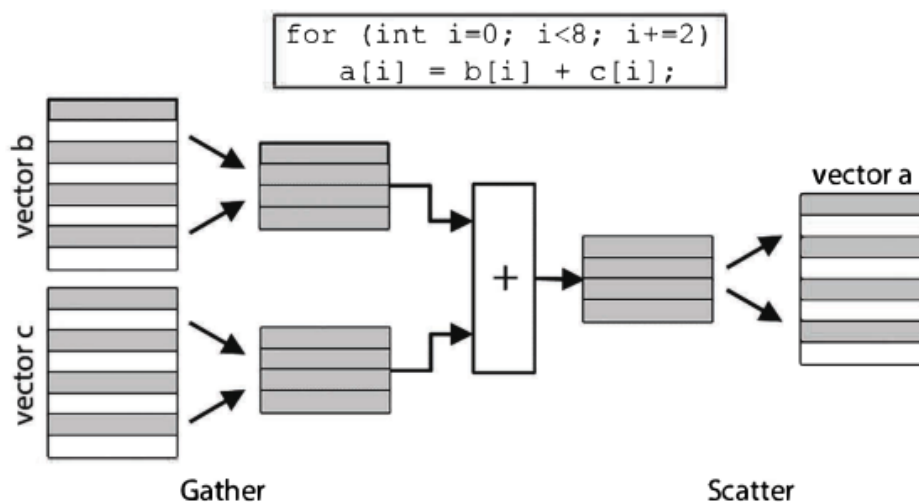 for (int i=0; i<8; i+=2)
a[i] = b[i] + c[i];
vector b
vector c
+
vector a
Gather
Scatter